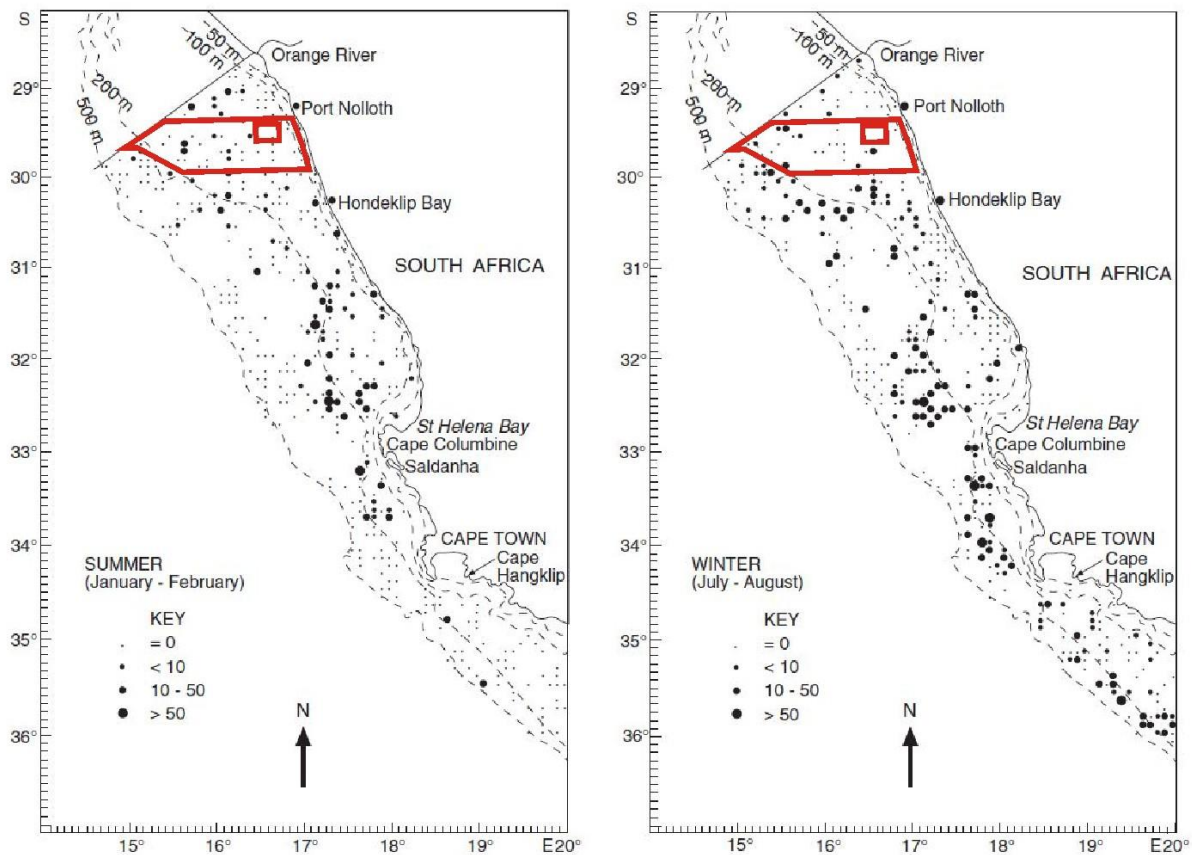 S
29°
30°
31°
32°
33°
34°
35°
36°
50 m
100 m
200 m
500 m
Orange River
Port Nolloth
Hondeklip Bay
SOUTH AFRICA
St Helena Bay
Cape Columbine
Saldanha
CAPE TOWN
Cape
Hangklip
SUMMER
(January - February)
KEY
= 0
< 10
10 - 50
> 50
N
15° 16° 17° 18° 19° E20°
S
29°
30°
31°
32°
33°
34°
35°
36°
50 m
100 m
200 m
500 m
Orange River
Port Nolloth
Hondeklip Bay
SOUTH AFRICA
St Helena Bay
Cape Columbine
Saldanha
CAPE TOWN
Cape
Hangklip
WINTER
(July - August)
KEY
= 0
< 10
10 - 50
> 50
N
15° 16° 17° 18° 19° E20°